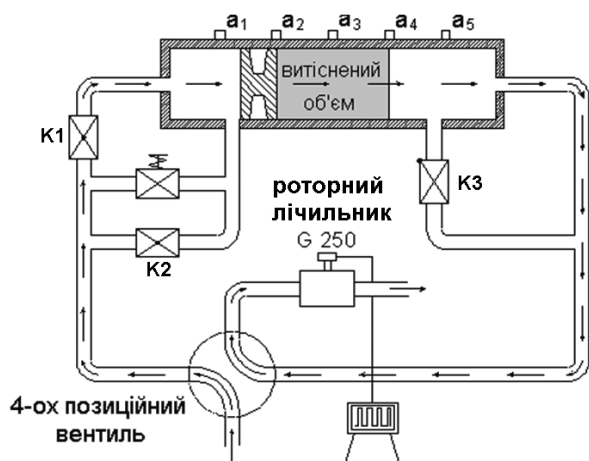 a1 a2 a3 a4 a5
витіснений
об'єм
K1
K2
K3
роторний
лічильник
G 250
4-ох позиційний
вентиль